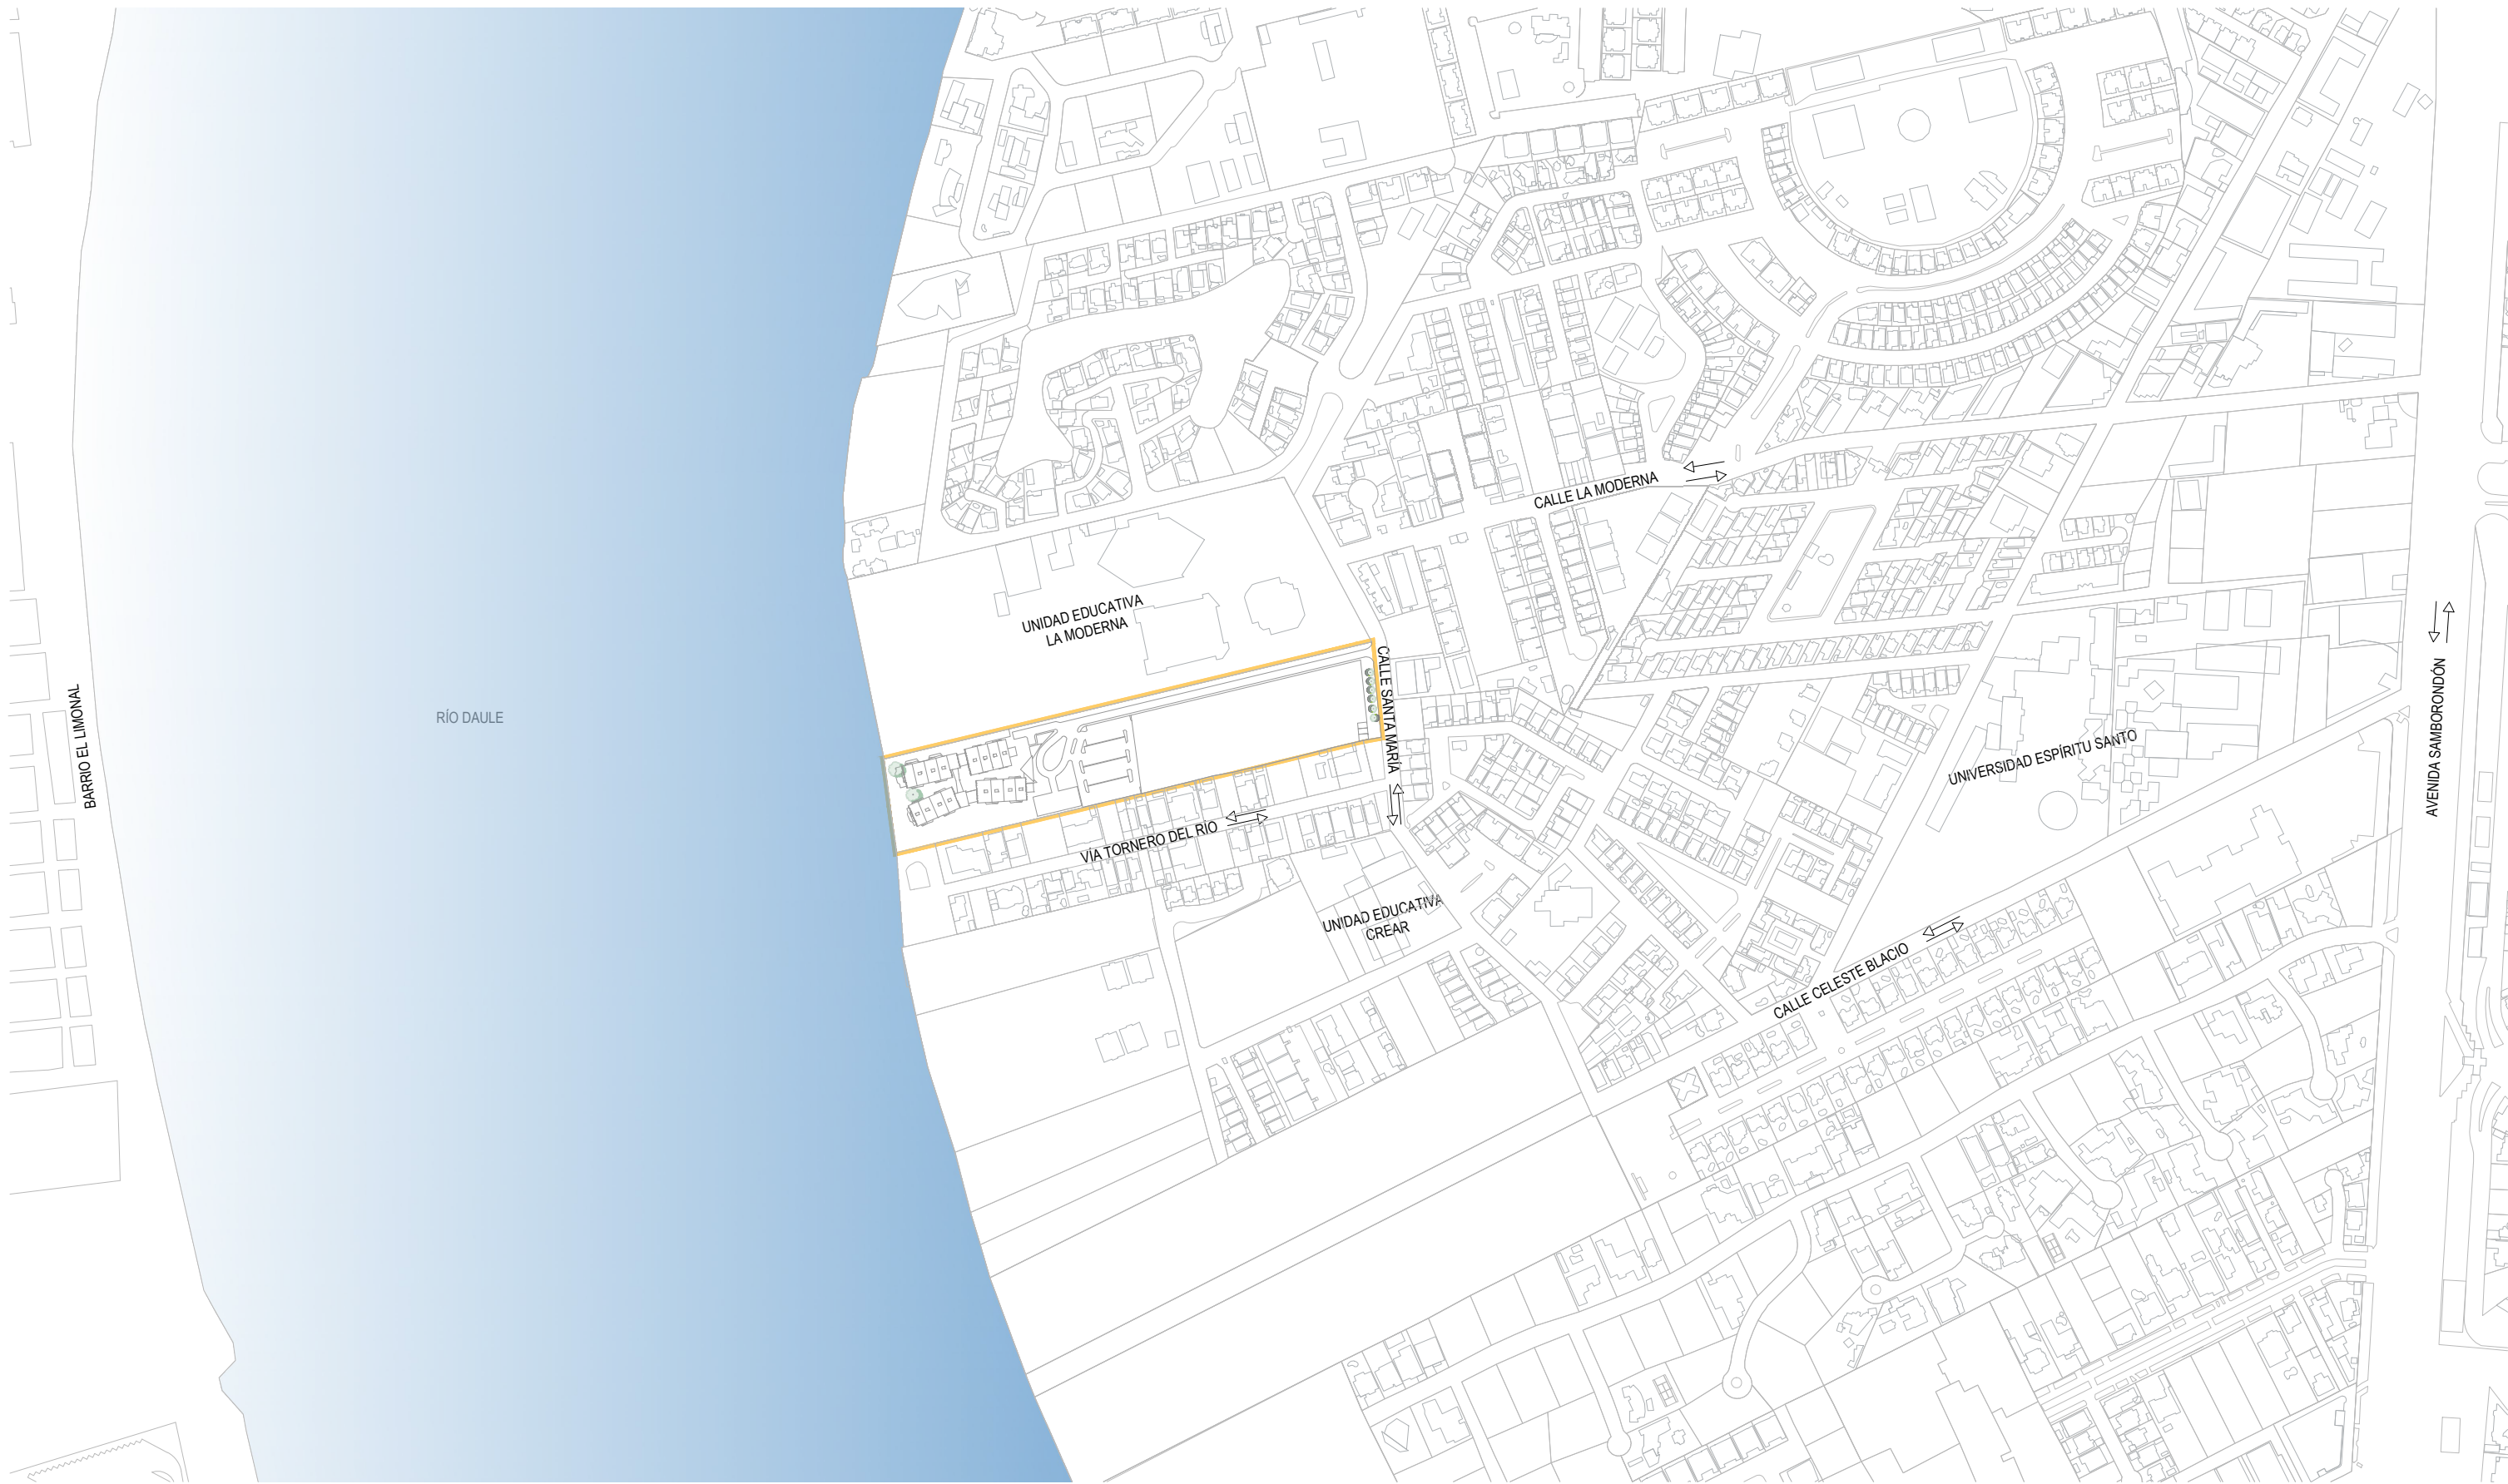 CALLE LA MODERNA
UNIDAD EDUCATIVA
LA MODERNA
CALLE SANTA MARÍA
AVENIDA SAMBORONDÓN
BARRIO EL LIMONAL
RÍO DAULE
UNIVERSIDAD ESPÍRITU SANTO
VÍA TORNERO DEL RÍO
UNIDAD EDUCATIVA
CREAR
CALLE CELESTE BLACIO